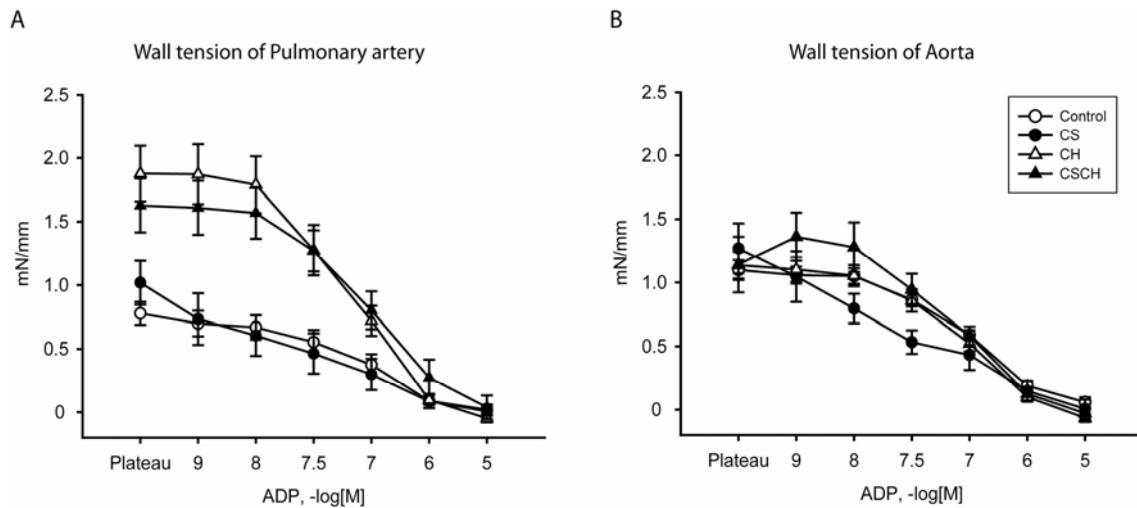 A
Wall tension of Pulmonary artery
mN/mm
2.5
2.0
1.5
1.0
0.5
0
Plateau 9 8 7.5 7 6 5
ADP, -log[M]
B
Wall tension of Aorta
mN/mm
2.5
2.0
1.5
1.0
0.5
0
Control
CS
CH
CSCH
Plateau 9 8 7.5 7 6 5
ADP, -log[M]